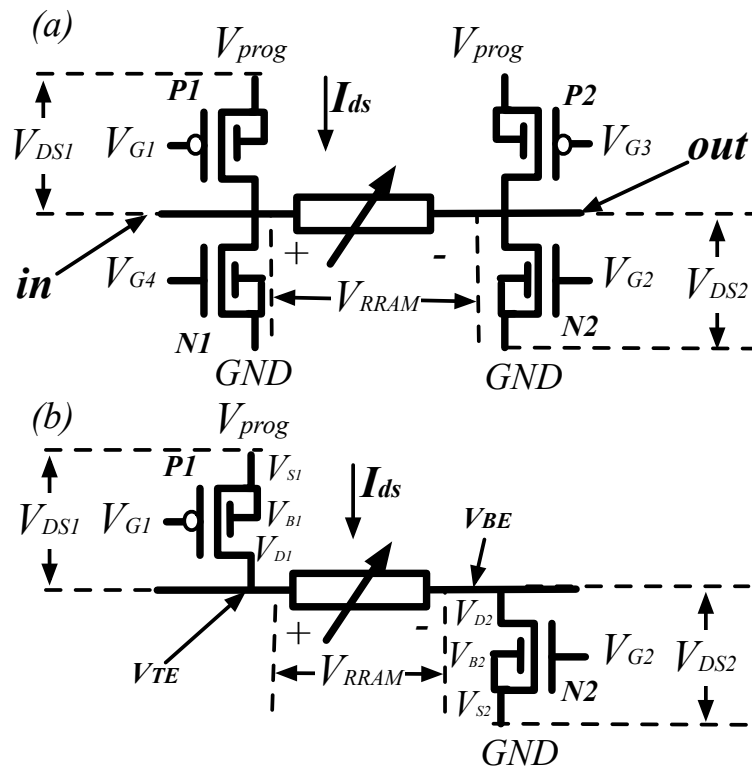 (a)
Vprog Vprog
P1 Ids P2
VDS1 VG1 VG3
out
in
+ -
VG4 VRRAM VG2 VDS2
N1 N2
GND GND
(b)
Vprog
P1 VS1 Ids
VDS1 VG1 VB1 VBE
VD1
+ - VD2
VTE VRRAM VB2 VG2 VDS2
VS2 N2
GND